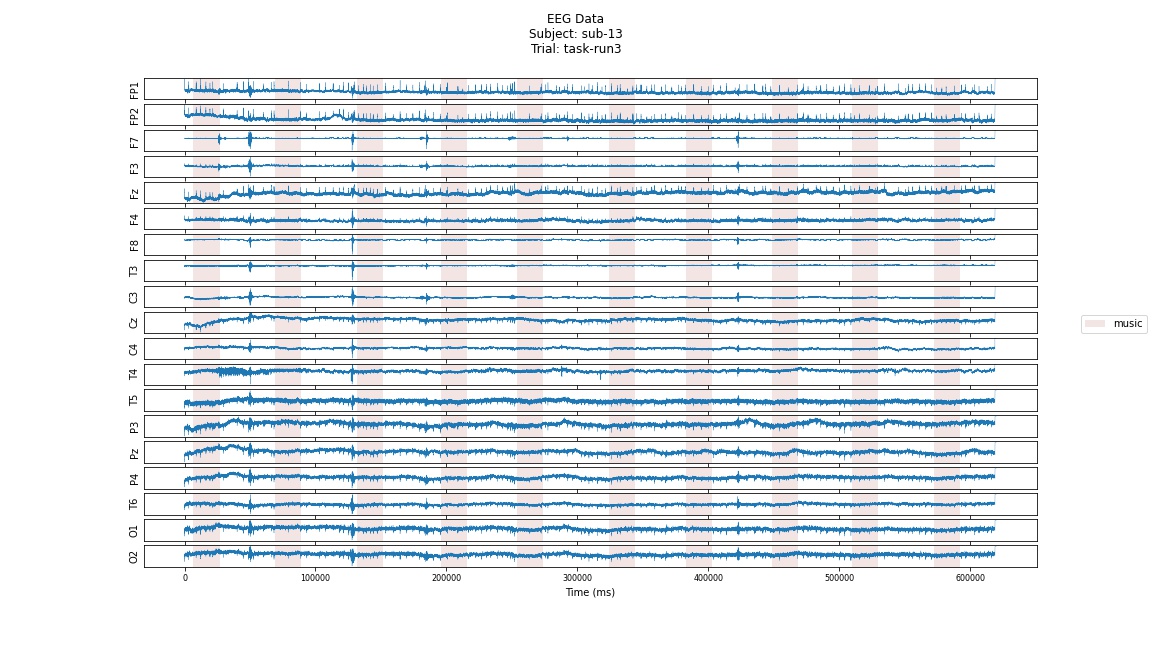 EEG Data
Subject: sub-13
Trial: task-run3
FP1
FP2
F7
F3
Fz
F4
F8
T3
C3
Cz
C4
T4
T5
P3
Pz
P4
T6
O1
O2
music
0 100000 200000 300000 400000 500000 600000
Time (ms)